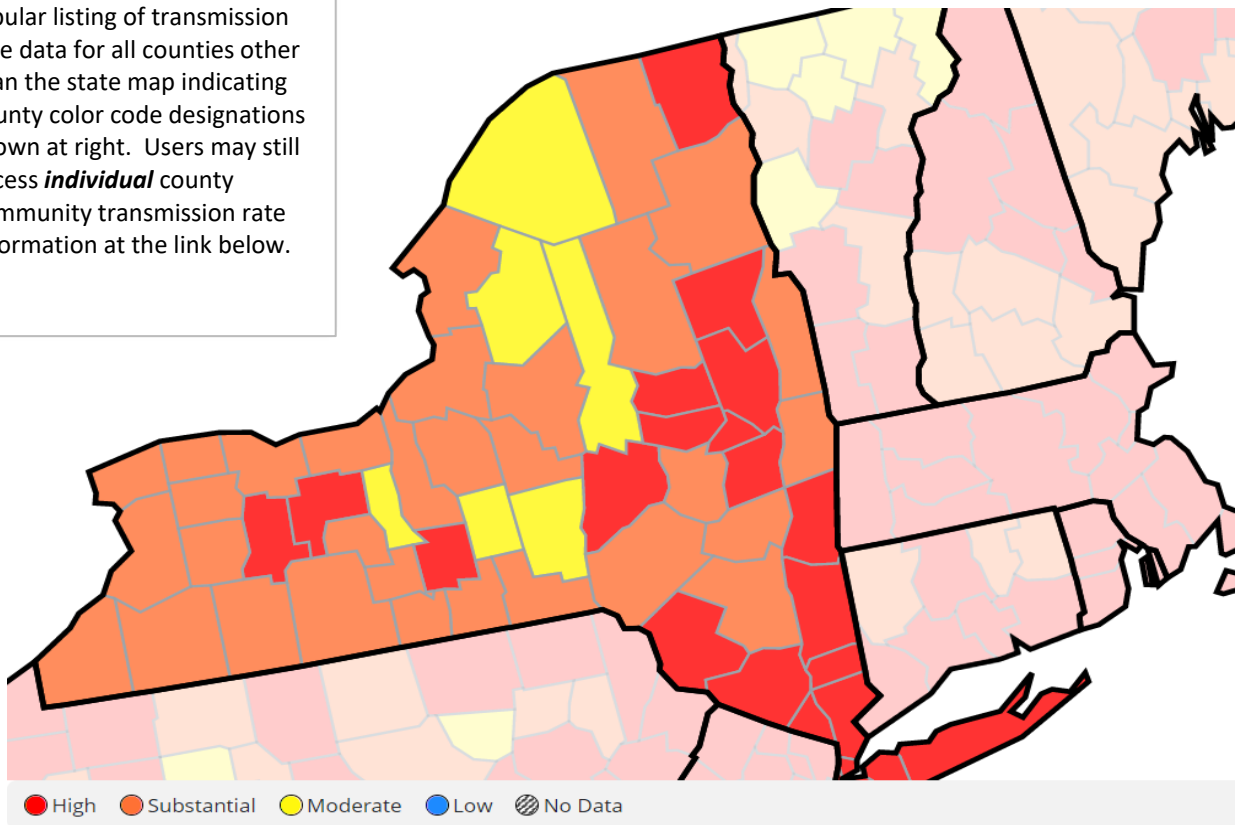 ular listing of transmission
e data for all counties other
an the state map indicating
unty color code designations
own at right. Users may still
cess individual county
mmunity transmission rate
formation at the link below.
High Substantial Moderate Low No Data